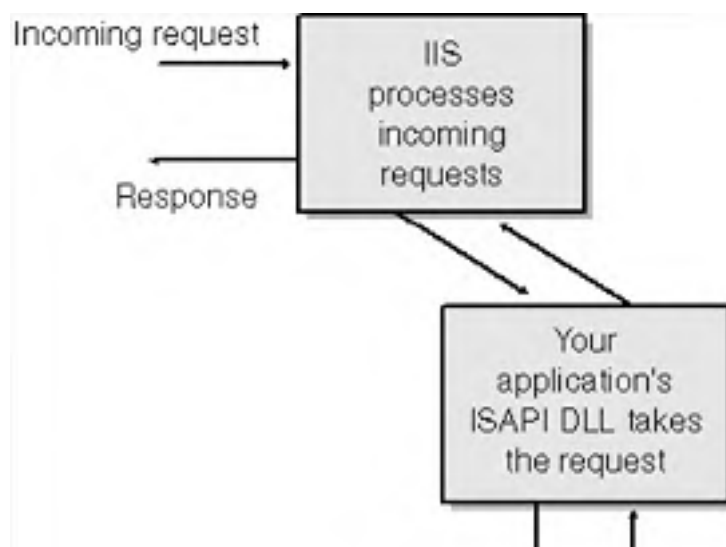 Incoming request
IIS
processes
incoming
requests
Response
Your
application's
ISAPI DLL takes
the request